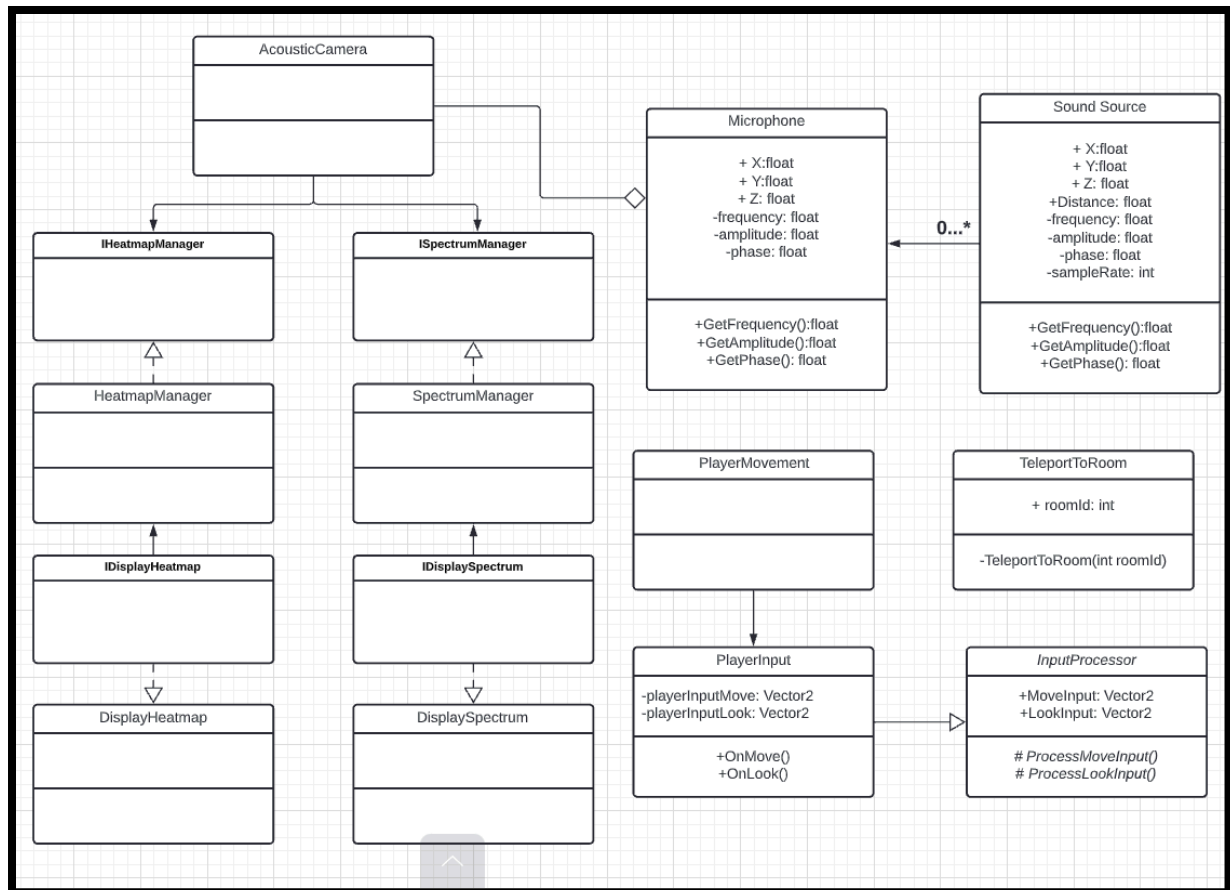 AcousticCamera
Microphone
+ X:float
+ Y:float
+ Z: float
-frequency: float
-amplitude: float
-phase: float
+GetFrequency():float
+GetAmplitude():float
+GetPhase(): float
0...*
Sound Source
+ X:float
+ Y:float
+ Z: float
+Distance: float
-frequency: float
-amplitude: float
-phase: float
-sampleRate: int
+GetFrequency():float
+GetAmplitude():float
+GetPhase(): float
IHeatmapManager
ISpectrumManager
HeatmapManager
SpectrumManager
IDisplayHeatmap
IDisplaySpectrum
DisplayHeatmap
DisplaySpectrum
PlayerMovement
TeleportToRoom
+ roomId: int
-TeleportToRoom(int roomId)
PlayerInput
-playerInputMove: Vector2
-playerInputLook: Vector2
+OnMove()
+OnLook()
InputProcessor
+MoveInput: Vector2
+LookInput: Vector2
# ProcessMoveInput()
# ProcessLookInput()